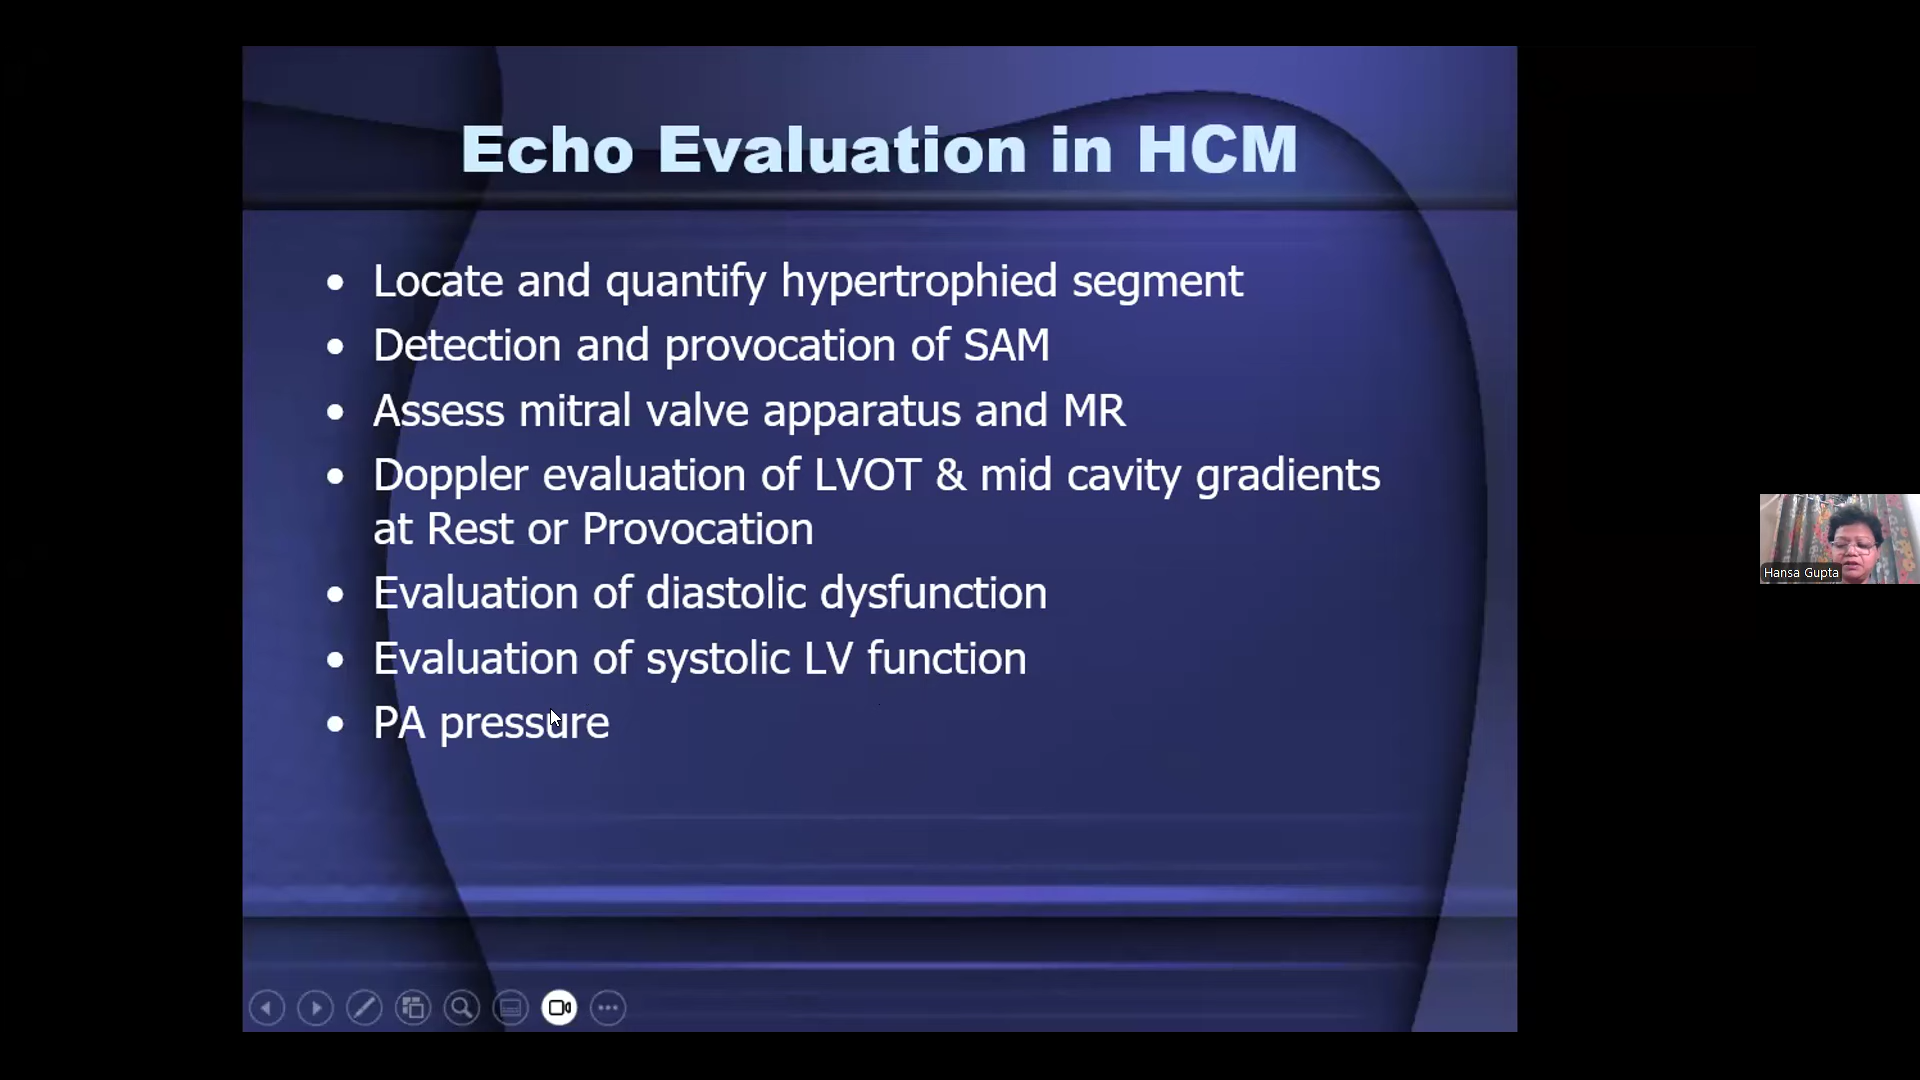 Echo Evaluation in HCM
• Locate and quantify hypertrophied segment
• Detection and provocation of SAM
• Assess mitral valve apparatus and MR
• Doppler evaluation of LVOT & mid cavity gradients
at Rest or Provocation
• Evaluation of diastolic dysfunction
• Evaluation of systolic LV function
• PA pressure
Hansa Gupta